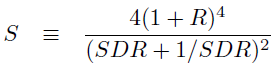 S ≡ 4(1 + R)⁴ / (SDR + 1/SDR)²